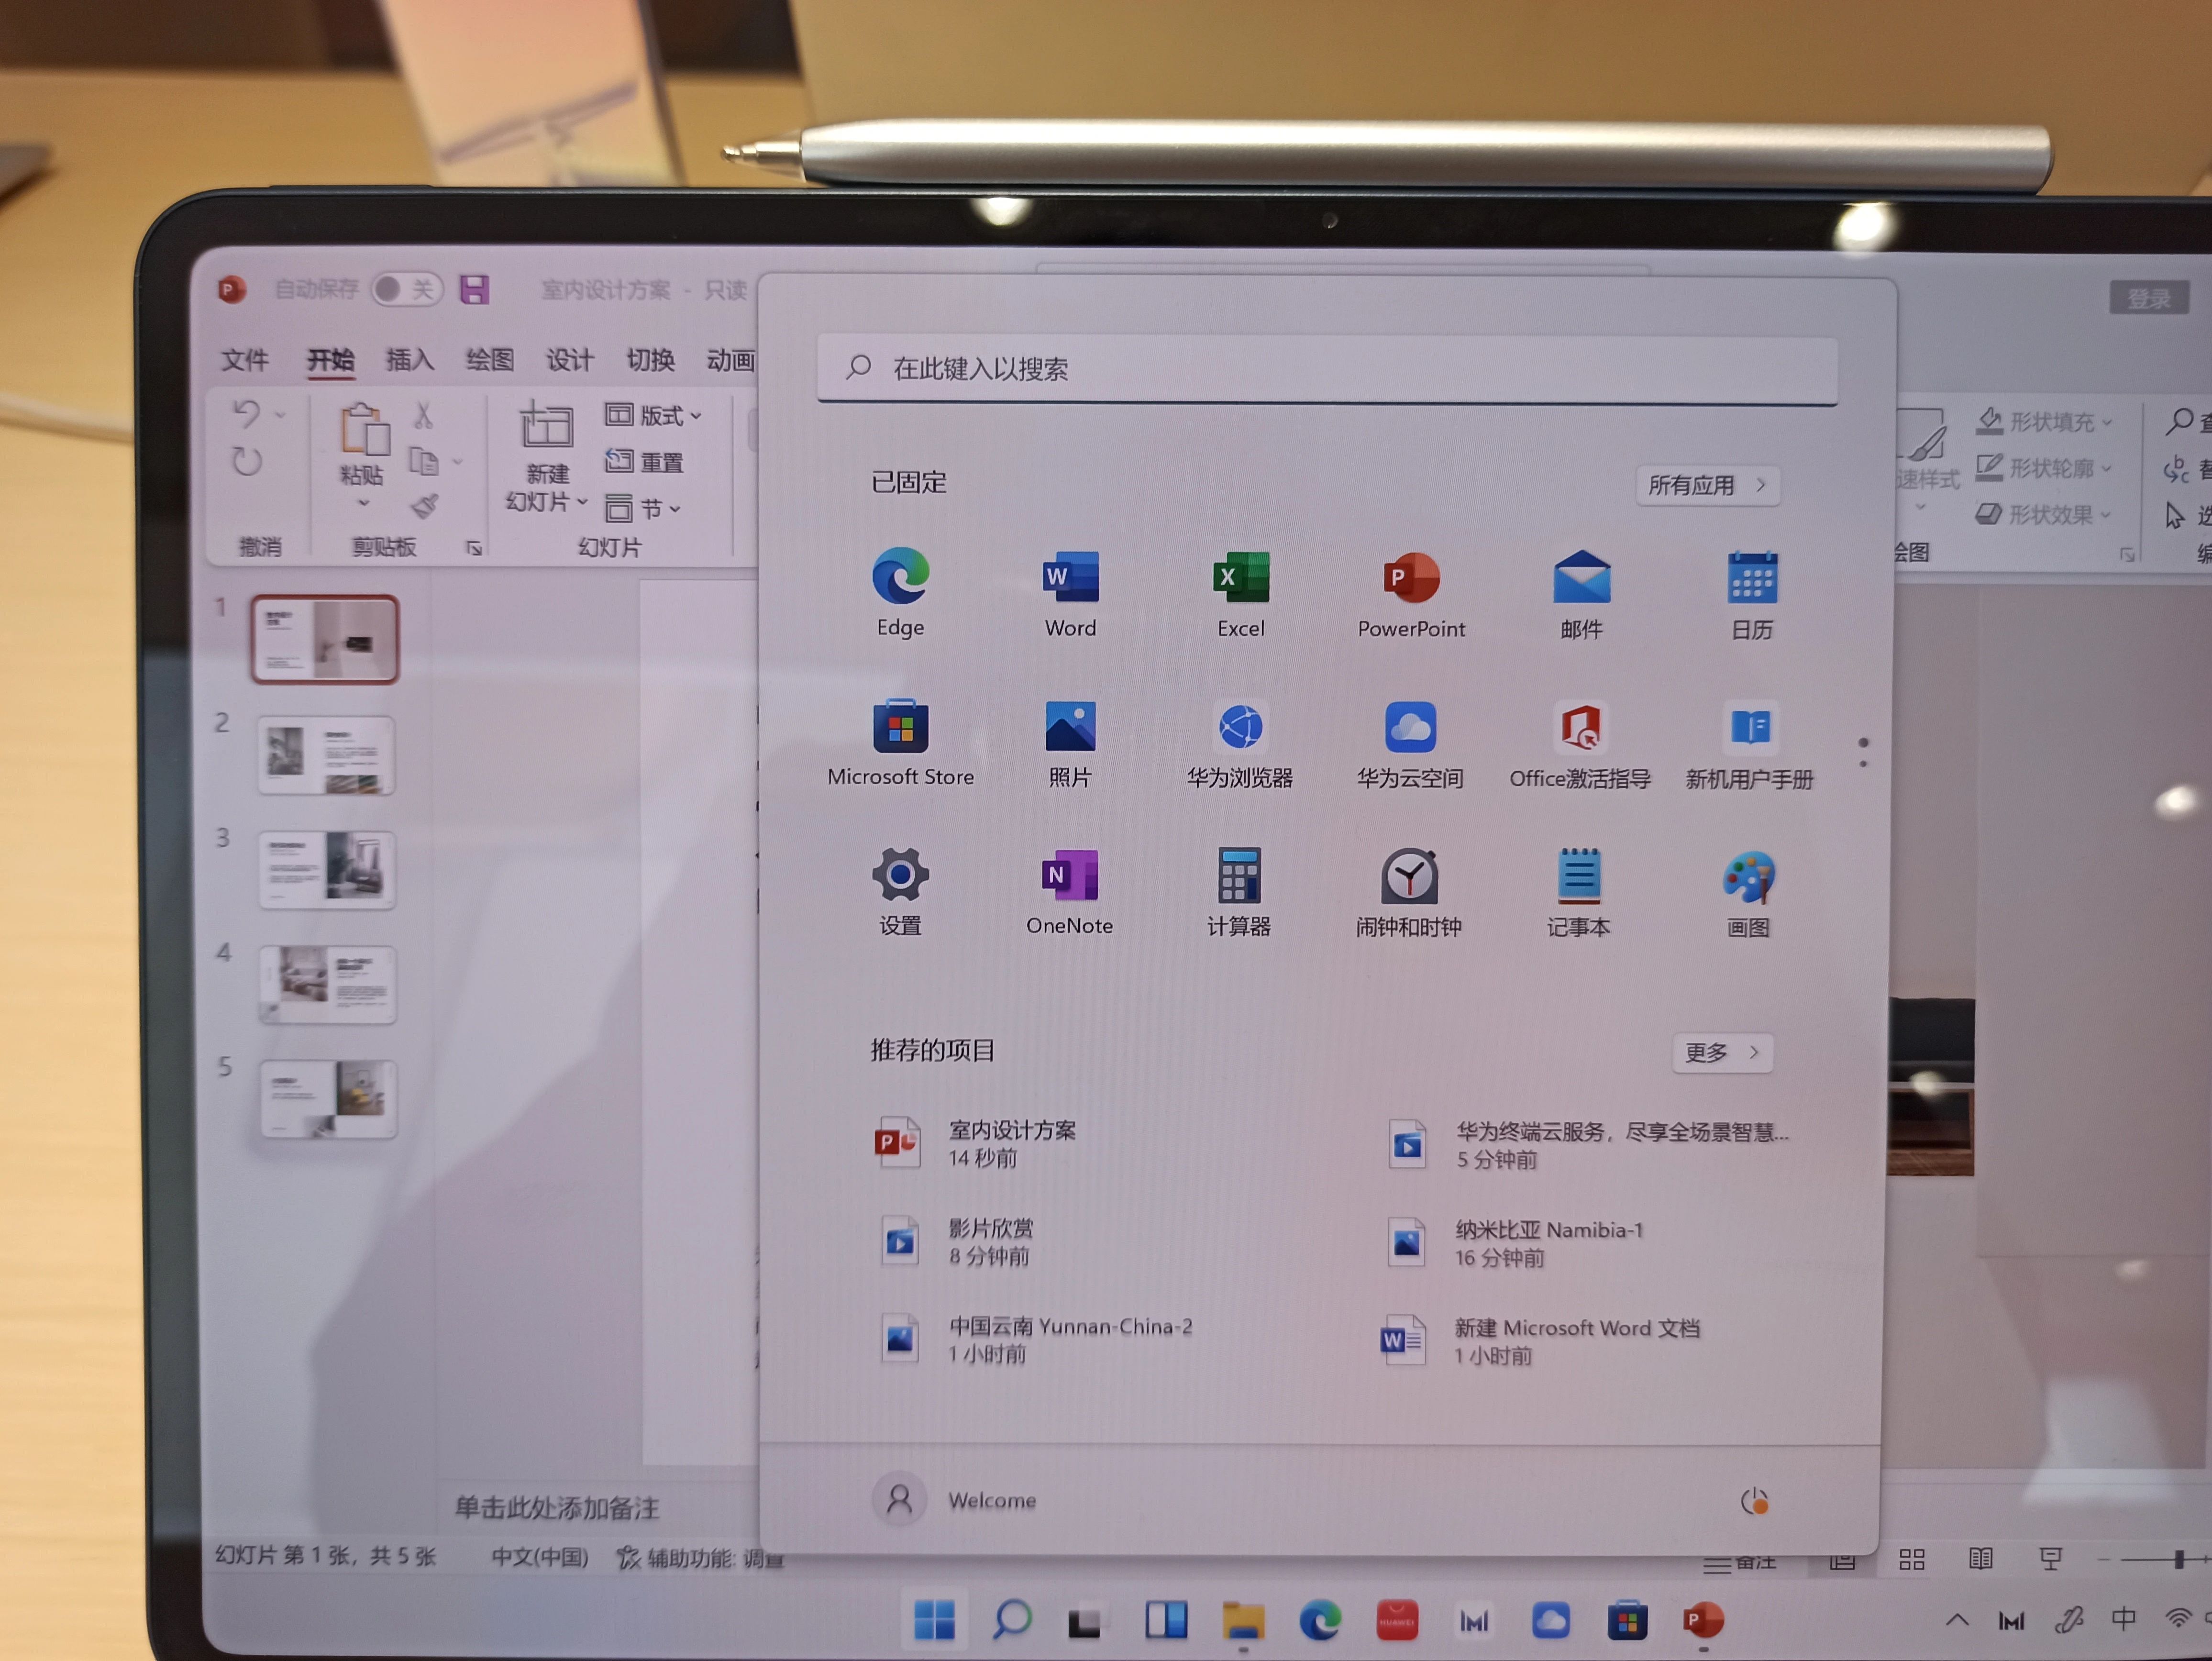 自动保存 关 室内设计方案 - 只读
登录
文件 开始 插入 绘图 设计 切换 动画
粘贴
新建
幻灯片
版式
重置
节
撤消 剪贴板 幻灯片
速样式
形状填充
形状轮廓
形状效果
绘图
1
2
3
4
5
在此键入以搜索
已固定 所有应用
Edge Word Excel PowerPoint 邮件 日历
Microsoft Store 照片 华为浏览器 华为云空间 Office激活指导 新机用户手册
设置 OneNote 计算器 闹钟和时钟 记事本 画图
推荐的项目 更多
室内设计方案
14 秒前
华为终端云服务，尽享全场景智慧...
5 分钟前
影片欣赏
8 分钟前
纳米比亚 Namibia-1
16 分钟前
中国云南 Yunnan-China-2
1 小时前
新建 Microsoft Word 文档
1 小时前
Welcome
单击此处添加备注
幻灯片 第 1 张，共 5 张 中文(中国) 辅助功能: 调查
备注
HUAWEI
中